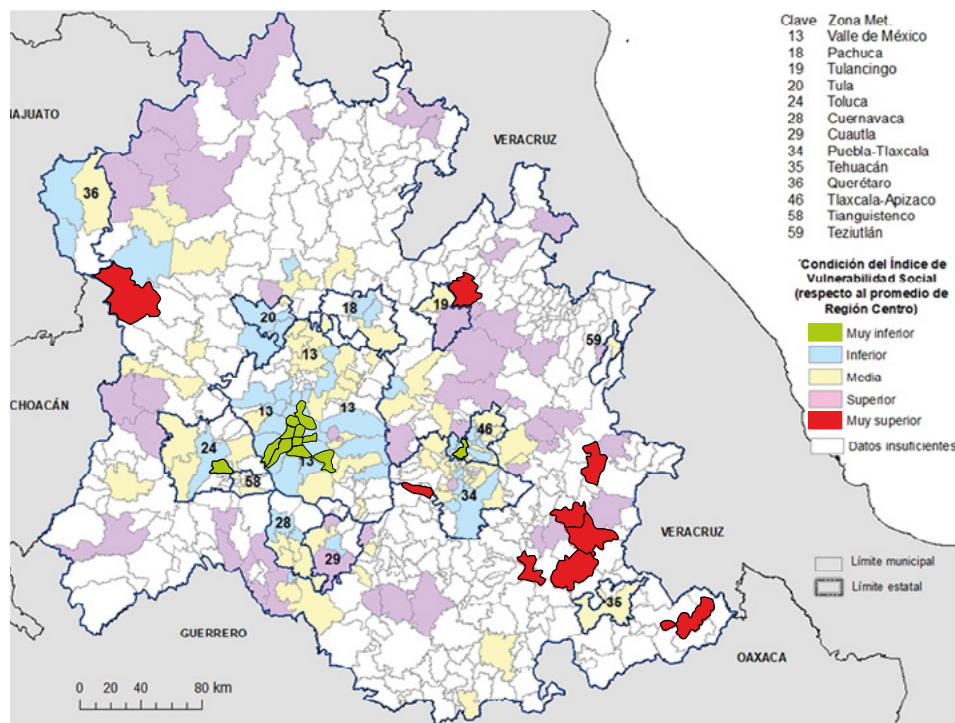 Clave Zona Met.
13 Valle de México
18 Pachuca
19 Tulancingo
20 Tula
24 Toluca
28 Cuernavaca
29 Cuautla
34 Puebla-Tlaxcala
35 Tehuacán
36 Querétaro
46 Tlaxcala-Apizaco
58 Tianguistenco
59 Teziutlán
AJUATO
VERACRUZ
36
'Condición del Índice de
Vulnerabilidad Social
(respecto al promedio de
Región Centro)
Muy inferior
Inferior
Media
Superior
Muy superior
Datos insuficientes
19
18
20
59
13
CHOACÁN
13
13
46
24
13
58
34
28
VERACRUZ
29
Límite municipal
Límite estatal
35
GUERRERO
OAXACA
0 20 40 80 km